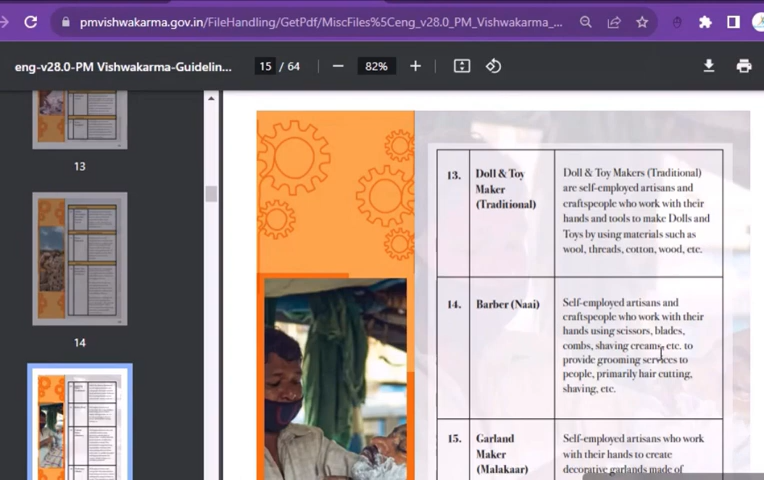 pmvishwakarma.gov.in/FileHandling/GetPdf/MiscFiles%5Ceng_v28.0_PM_Vishwakarma_...
eng-v28.0-PM Vishwakarma-Guidelin...
15 / 64
82%
13
14
13.
Doll & Toy
Maker
(Traditional)
Doll & Toy Makers (Traditional)
are self-employed artisans and
craftspeople who work with their
hands and tools to make Dolls and
Toys by using materials such as
wool, threads, cotton, wood, etc.
14.
Barber (Naai)
Self-employed artisans and
craftspeople who work with their
hands using scissors, blades,
combs, shaving creams, etc. to
provide grooming services to
people, primarily hair cutting,
shaving, etc.
15.
Garland
Maker
(Malakaar)
Self-employed artisans who work
with their hands to create
decorative garlands made of